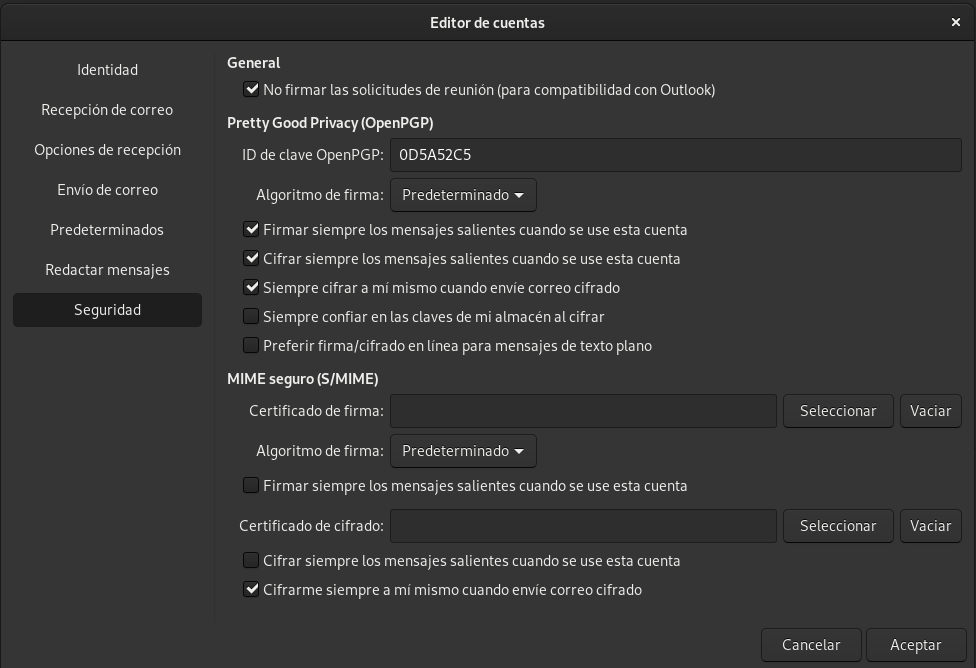 Editor de cuentas
Identidad
Recepción de correo
Opciones de recepción
Envío de correo
Predeterminados
Redactar mensajes
Seguridad
General
No firmar las solicitudes de reunión (para compatibilidad con Outlook)
Pretty Good Privacy (OpenPGP)
ID de clave OpenPGP: 0D5A52C5
Algoritmo de firma: Predeterminado
Firmar siempre los mensajes salientes cuando se use esta cuenta
Cifrar siempre los mensajes salientes cuando se use esta cuenta
Siempre cifrar a mí mismo cuando envíe correo cifrado
Siempre confiar en las claves de mi almacén al cifrar
Preferir firma/cifrado en línea para mensajes de texto plano
MIME seguro (S/MIME)
Certificado de firma: Seleccionar Vaciar
Algoritmo de firma: Predeterminado
Firmar siempre los mensajes salientes cuando se use esta cuenta
Certificado de cifrado: Seleccionar Vaciar
Cifrar siempre los mensajes salientes cuando se use esta cuenta
Cifrarme siempre a mí mismo cuando envíe correo cifrado
Cancelar Aceptar